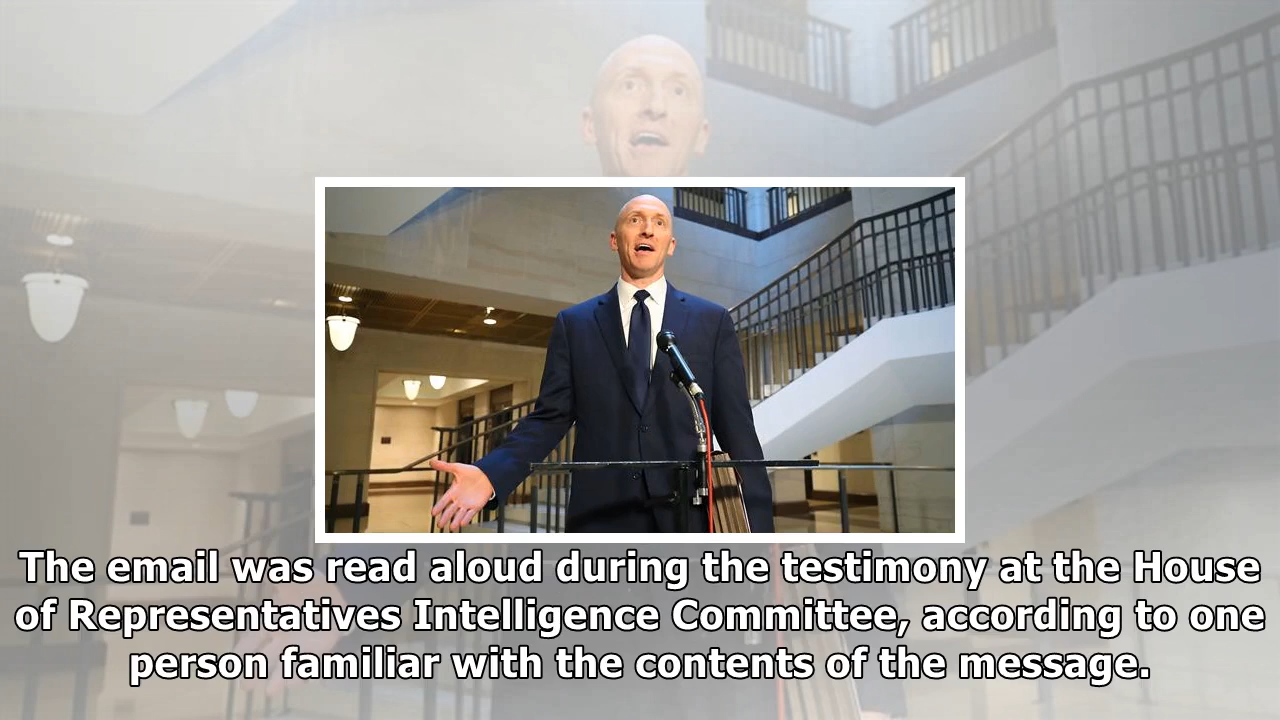 The email was read aloud during the testimony at the House
of Representatives Intelligence Committee, according to one
person familiar with the contents of the message.